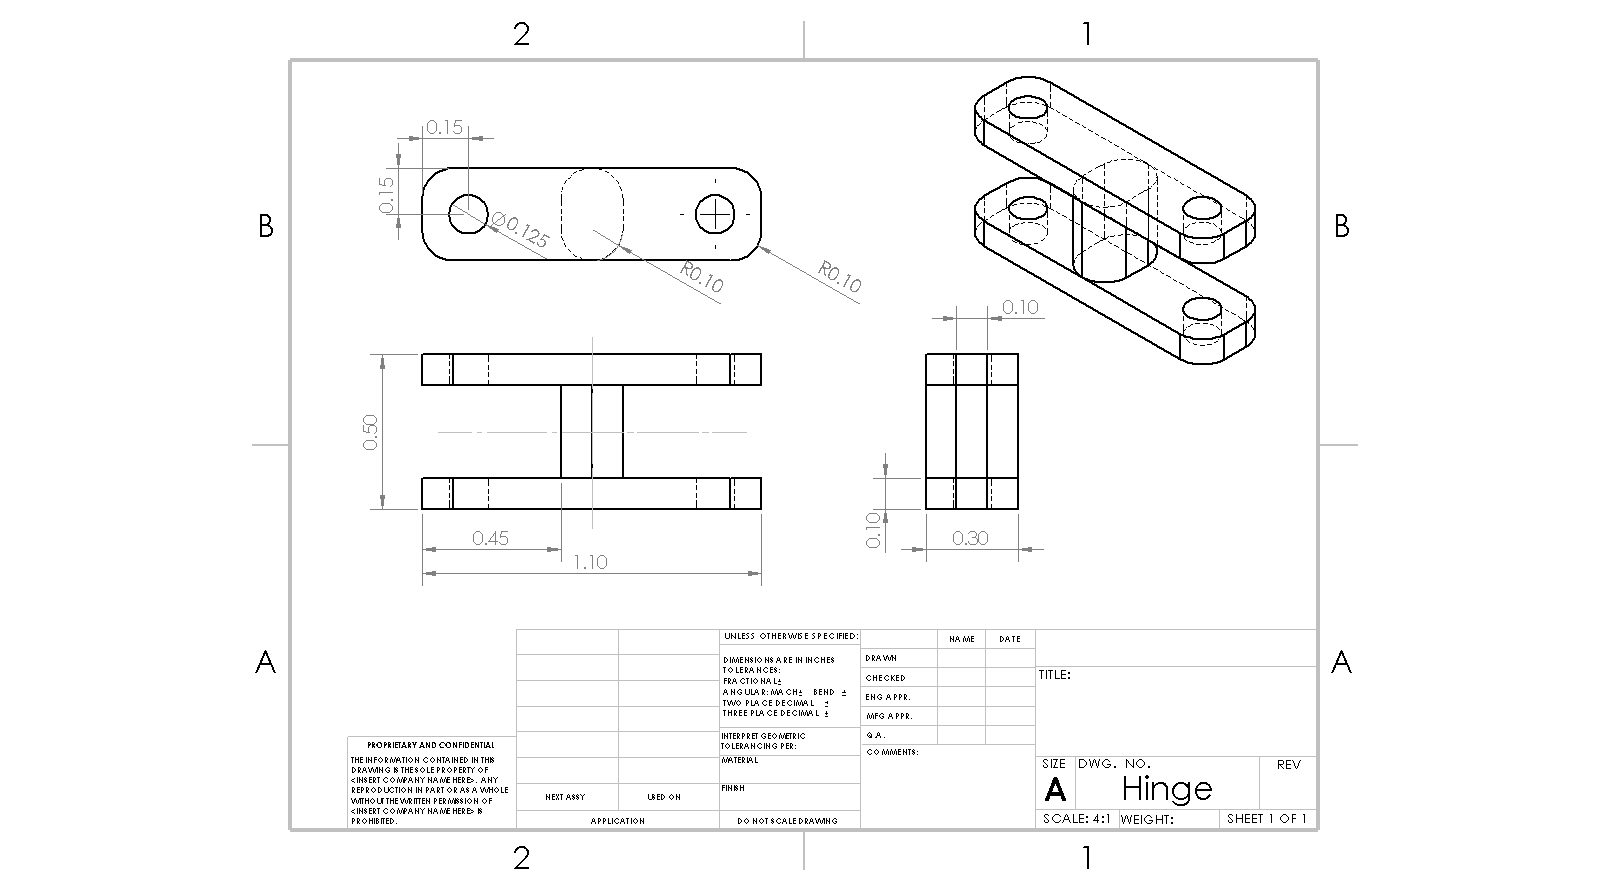 2 1
B B
A A
2 1
0.15
0.15
Ø0.125
R0.10
R0.10
0.10
0.50
0.45
1.10
0.10
0.30
PROPRIETARY AND CONFIDENTIAL
THE INFORMATION CONTAINED IN THIS
DRAWING IS THE SOLE PROPERTY OF
<INSERT COMPANY NAME HERE>. ANY
REPRODUCTION IN PART OR AS A WHOLE
WITHOUT THE WRITTEN PERMISSION OF
<INSERT COMPANY NAME HERE> IS
PROHIBITED.
NEXT ASSY USED ON
APPLICATION
UNLESS OTHERWISE SPECIFIED:
DIMENSIONS ARE IN INCHES
TOLERANCES:
FRACTIONAL±
ANGULAR: MACH± BEND ±
TWO PLACE DECIMAL ±
THREE PLACE DECIMAL ±
INTERPRET GEOMETRIC
TOLERANCING PER:
MATERIAL
FINISH
DO NOT SCALE DRAWING
NAME DATE
DRAWN
CHECKED
ENG APPR.
MFG APPR.
Q.A.
COMMENTS:
TITLE:
SIZE DWG. NO. REV
A Hinge
SCALE: 4:1 WEIGHT: SHEET 1 OF 1